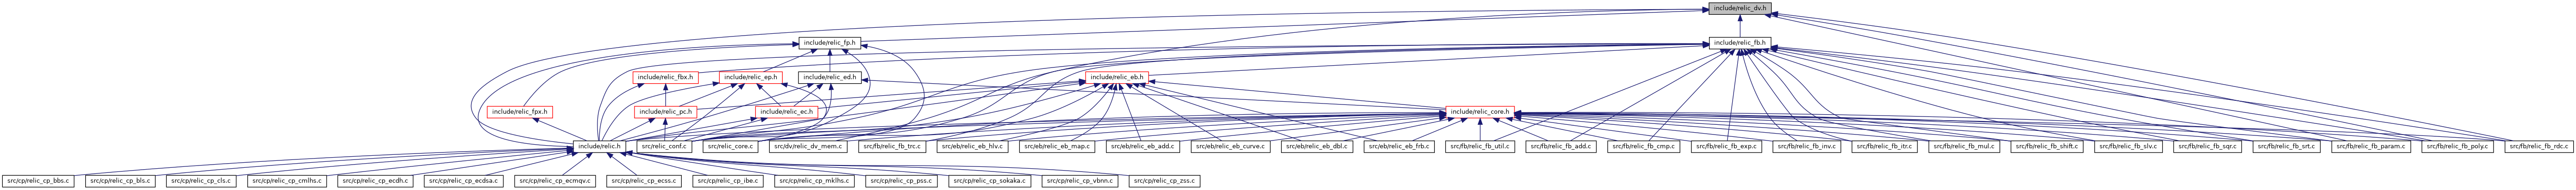 include/relic_dv.h
include/relic_fp.h
include/relic_fb.h
include/relic_fbx.h
include/relic_ep.h
include/relic_ed.h
include/relic_eb.h
include/relic_fpx.h
include/relic_pc.h
include/relic_ec.h
include/relic_core.h
include/relic.h
src/relic_conf.c
src/relic_core.c
src/dv/relic_dv_mem.c
src/fb/relic_fb_trc.c
src/eb/relic_eb_hlv.c
src/eb/relic_eb_map.c
src/eb/relic_eb_add.c
src/eb/relic_eb_curve.c
src/eb/relic_eb_dbl.c
src/eb/relic_eb_frb.c
src/fb/relic_fb_util.c
src/fb/relic_fb_add.c
src/fb/relic_fb_cmp.c
src/fb/relic_fb_exp.c
src/fb/relic_fb_inv.c
src/fb/relic_fb_itr.c
src/fb/relic_fb_mul.c
src/fb/relic_fb_shift.c
src/fb/relic_fb_slv.c
src/fb/relic_fb_sqr.c
src/fb/relic_fb_srt.c
src/fb/relic_fb_param.c
src/fb/relic_fb_poly.c
src/fb/relic_fb_rdc.c
src/cp/relic_cp_bbs.c
src/cp/relic_cp_bls.c
src/cp/relic_cp_cls.c
src/cp/relic_cp_cmlhs.c
src/cp/relic_cp_ecdh.c
src/cp/relic_cp_ecdsa.c
src/cp/relic_cp_ecmqv.c
src/cp/relic_cp_ecss.c
src/cp/relic_cp_ibe.c
src/cp/relic_cp_mklhs.c
src/cp/relic_cp_pss.c
src/cp/relic_cp_sokaka.c
src/cp/relic_cp_vbnn.c
src/cp/relic_cp_zss.c